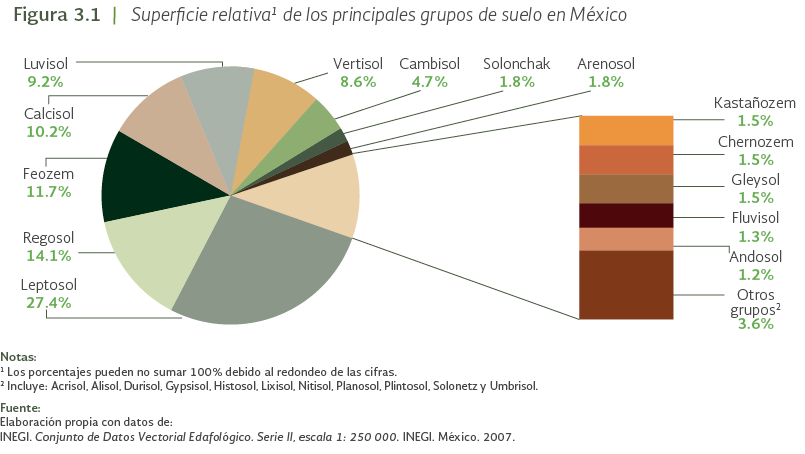 Figura 3.1 | Superficie relativa¹ de los principales grupos de suelo en México
Luvisol
9.2%
Calcisol
10.2%
Feozem
11.7%
Regosol
14.1%
Leptosol
27.4%
Vertisol
8.6%
Cambisol
4.7%
Solonchak
1.8%
Arenosol
1.8%
Kastañozem
1.5%
Chernozem
1.5%
Gleysol
1.5%
Fluvisol
1.3%
Andosol
1.2%
Otros
grupos²
3.6%
Notas:
¹ Los porcentajes pueden no sumar 100% debido al redondeo de las cifras.
² Incluye: Acrisol, Alisol, Durisol, Gypsisol, Histosol, Lixisol, Nitisol, Planosol, Plintosol, Solonetz y Umbrisol.
Fuente:
Elaboración propia con datos de:
INEGI. Conjunto de Datos Vectorial Edafológico. Serie II, escala 1: 250 000. INEGI. México. 2007.